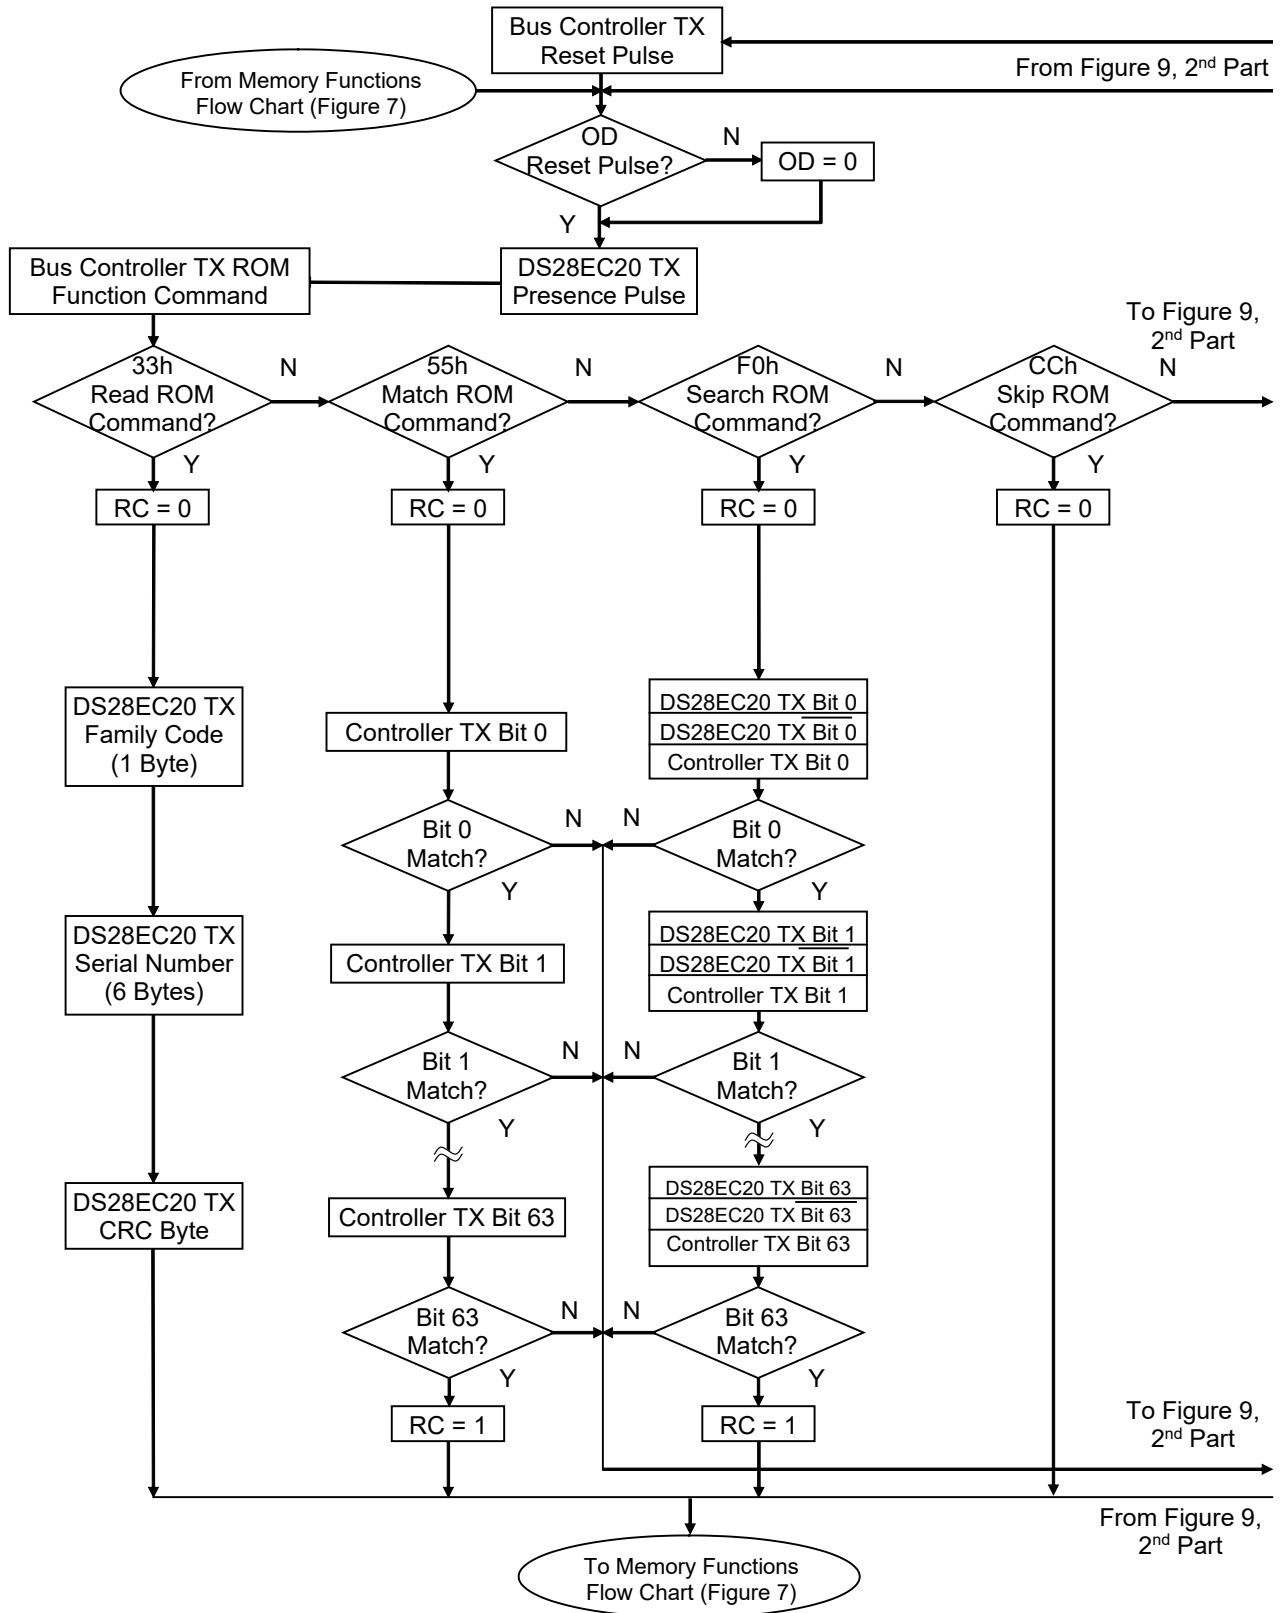 Bus Controller TX
Reset Pulse
From Figure 9, 2nd Part
From Memory Functions
Flow Chart (Figure 7)
OD
Reset Pulse?
N
OD = 0
Y
Bus Controller TX ROM
Function Command
DS28EC20 TX
Presence Pulse
To Figure 9,
2nd Part
33h
Read ROM
Command?
N
55h
Match ROM
Command?
N
F0h
Search ROM
Command?
N
CCh
Skip ROM
Command?
N
Y
Y
Y
Y
RC = 0
RC = 0
RC = 0
RC = 0
DS28EC20 TX
Family Code
(1 Byte)
Controller TX Bit 0
DS28EC20 TX Bit 0
DS28EC20 TX Bit 0
Controller TX Bit 0
Bit 0
Match?
N
N
Bit 0
Match?
Y
Y
DS28EC20 TX
Serial Number
(6 Bytes)
Controller TX Bit 1
DS28EC20 TX Bit 1
DS28EC20 TX Bit 1
Controller TX Bit 1
Bit 1
Match?
N
N
Bit 1
Match?
Y
Y
DS28EC20 TX
CRC Byte
Controller TX Bit 63
DS28EC20 TX Bit 63
DS28EC20 TX Bit 63
Controller TX Bit 63
Bit 63
Match?
N
N
Bit 63
Match?
Y
Y
RC = 1
RC = 1
To Figure 9,
2nd Part
From Figure 9,
2nd Part
To Memory Functions
Flow Chart (Figure 7)